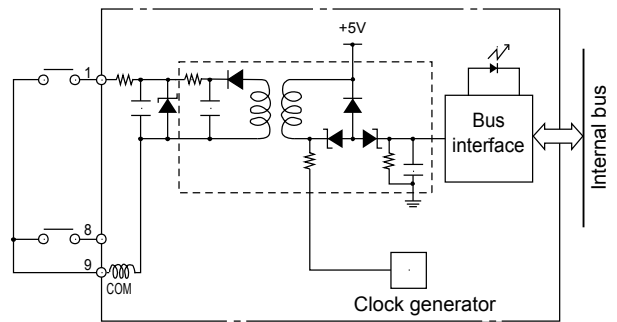 +5V
1
Bus
interface
Internal bus
8
9
COM
Clock generator